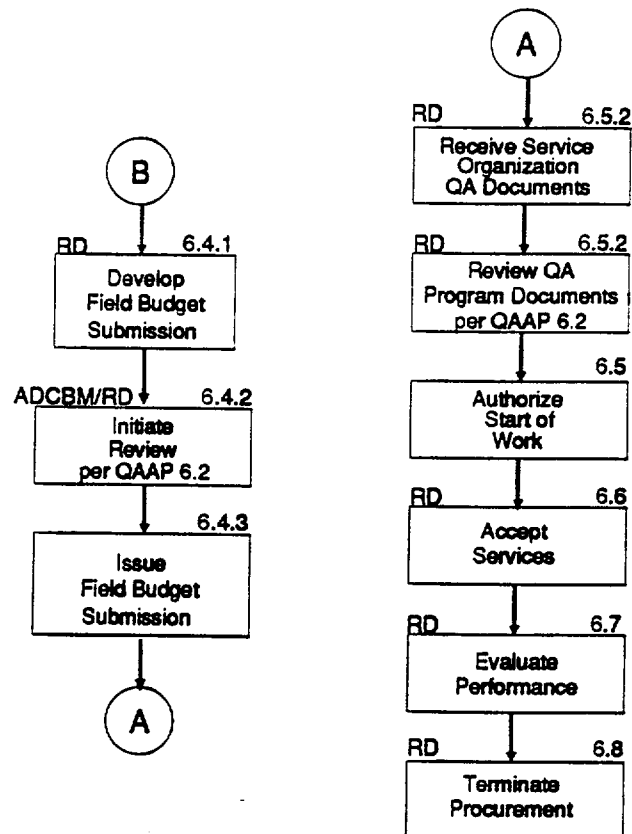 B
RD 6.4.1
Develop
Field Budget
Submission
ADCBM/RD 6.4.2
Initiate
Review
per QAAP 6.2
6.4.3
Issue
Field Budget
Submission
A
A
RD 6.5.2
Receive Service
Organization
QA Documents
RD 6.5.2
Review QA
Program Documents
per QAAP 6.2
6.5
Authorize
Start of
Work
RD 6.6
Accept
Services
RD 6.7
Evaluate
Performance
RD 6.8
Terminate
Procurement